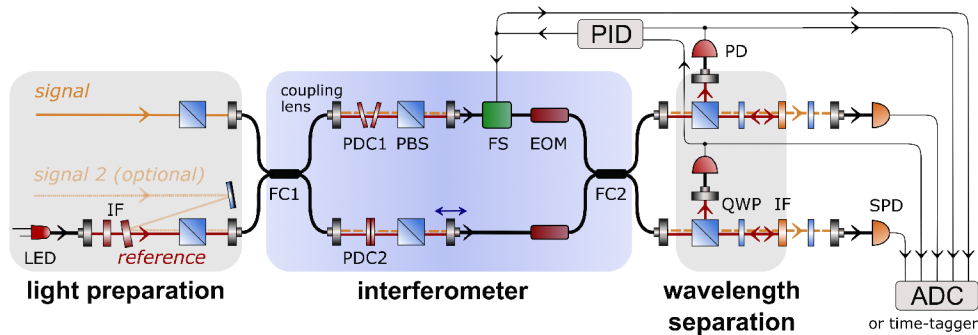 PID
PD
signal
coupling
lens
PDC1
PBS
FS
EOM
signal 2 (optional)
FC1
FC2
IF
QWP
IF
SPD
LED
reference
PDC2
ADC
light preparation
interferometer
wavelength
separation
or time-tagger